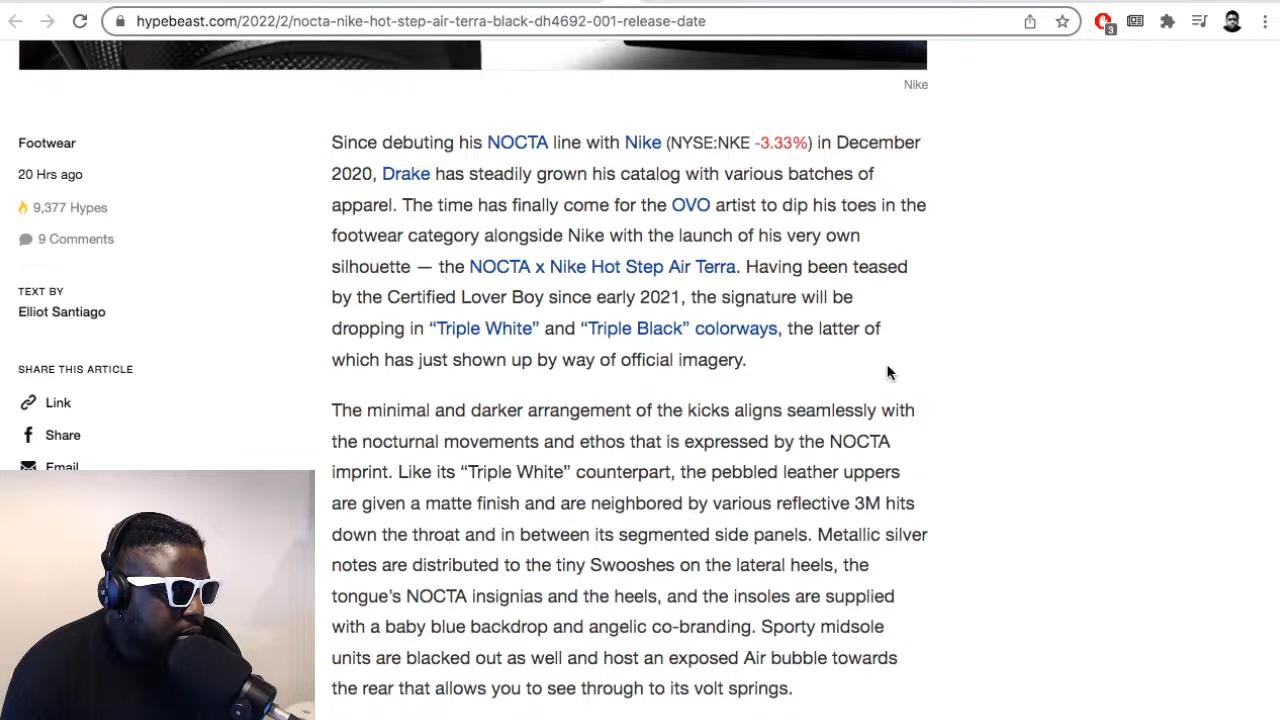 hypebeast.com/2022/2/nocta-nike-hot-step-air-terra-black-dh4692-001-release-date
3
Nike
Footwear
20 Hrs ago
9,377 Hypes
9 Comments
TEXT BY
Elliot Santiago
SHARE THIS ARTICLE
Link
Share
Email
Since debuting his NOCTA line with Nike (NYSE:NKE -3.33%) in December
2020, Drake has steadily grown his catalog with various batches of
apparel. The time has finally come for the OVO artist to dip his toes in the
footwear category alongside Nike with the launch of his very own
silhouette — the NOCTA x Nike Hot Step Air Terra. Having been teased
by the Certified Lover Boy since early 2021, the signature will be
dropping in “Triple White” and “Triple Black” colorways, the latter of
which has just shown up by way of official imagery.
The minimal and darker arrangement of the kicks aligns seamlessly with
the nocturnal movements and ethos that is expressed by the NOCTA
imprint. Like its “Triple White” counterpart, the pebbled leather uppers
are given a matte finish and are neighbored by various reflective 3M hits
down the throat and in between its segmented side panels. Metallic silver
notes are distributed to the tiny Swooshes on the lateral heels, the
tongue’s NOCTA insignias and the heels, and the insoles are supplied
with a baby blue backdrop and angelic co-branding. Sporty midsole
units are blacked out as well and host an exposed Air bubble towards
the rear that allows you to see through to its volt springs.